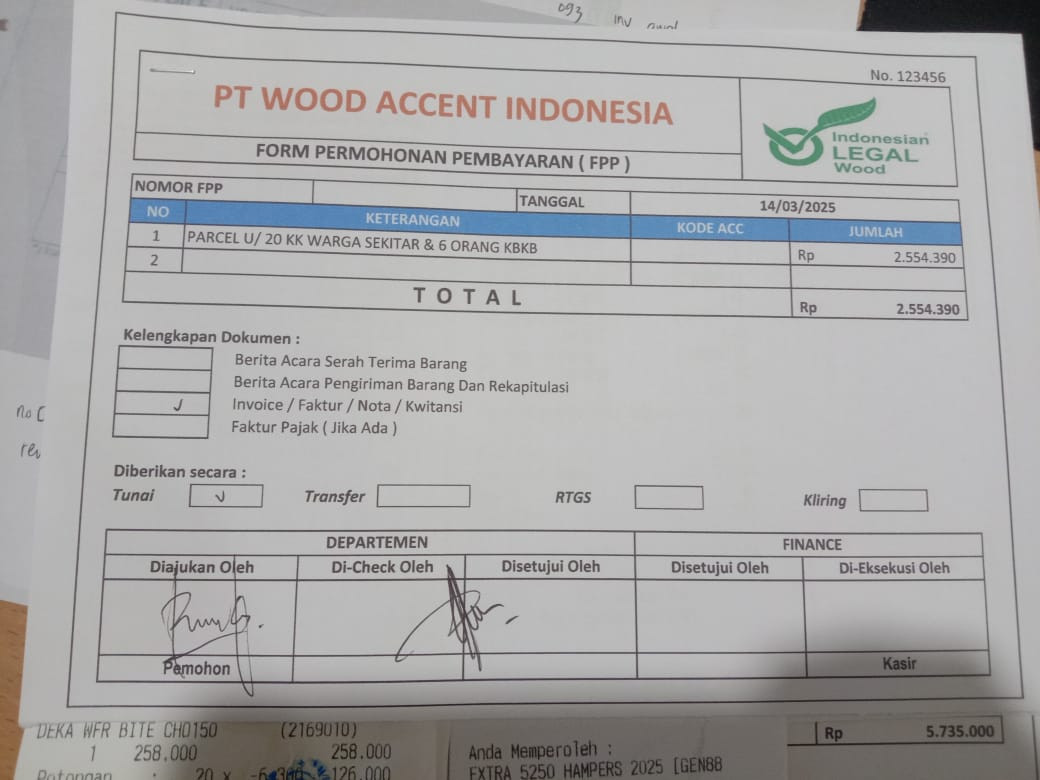 093 inv awal
No. 123456
PT WOOD ACCENT INDONESIA
Indonesian
LEGAL
Wood
FORM PERMOHONAN PEMBAYARAN ( FPP )
NOMOR FPP TANGGAL 14/03/2025
NO KETERANGAN KODE ACC JUMLAH
1 PARCEL U/ 20 KK WARGA SEKITAR & 6 ORANG KBKB Rp 2.554.390
2
T O T A L Rp 2.554.390
Kelengkapan Dokumen :
Berita Acara Serah Terima Barang
Berita Acara Pengiriman Barang Dan Rekapitulasi
Invoice / Faktur / Nota / Kwitansi
Faktur Pajak ( Jika Ada )
no
Diberikan secara :
Tunai Transfer RTGS Kliring
DEPARTEMEN FINANCE
Diajukan Oleh Di-Check Oleh Disetujui Oleh Disetujui Oleh Di-Eksekusi Oleh
Pemohon Kasir
DEKA WFR BITE CHO150 (2169010)
1 258.000 258.000
Potongan : 20 x 126.000
Anda Memperoleh :
EXTRA 5250 HAMPERS 2025 [GEN88
Rp 5.735.000